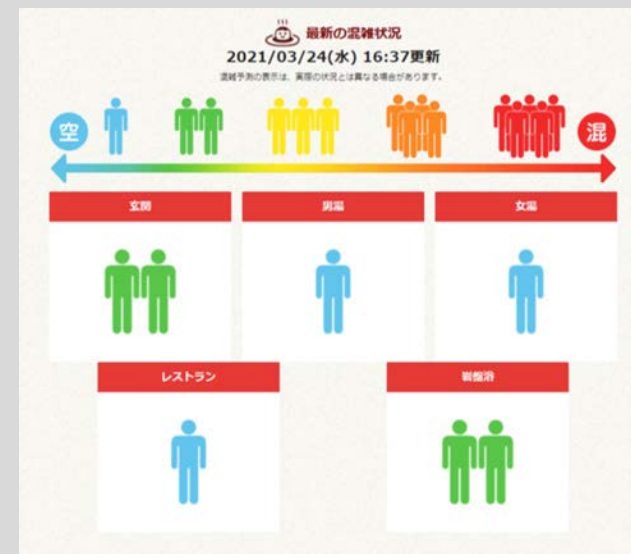 最新の混雑状況
2021/03/24(水) 16:37更新
混雑予測の表示は、実際の状況とは異なる場合があります。
空
混
玄関
男湯
女湯
レストラン
岩盤浴